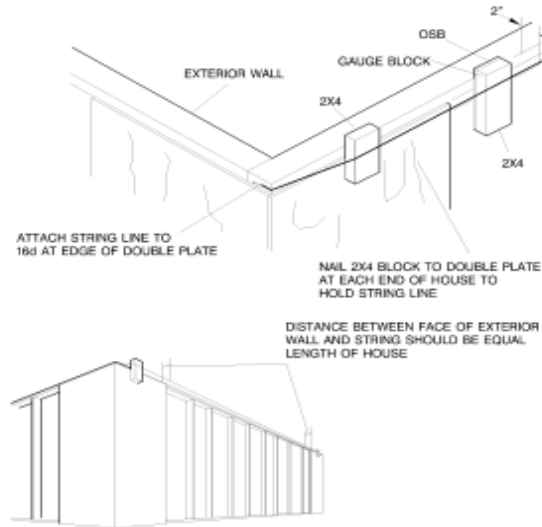 2"
OSB
GAUGE BLOCK
EXTERIOR WALL
2X4
2X4
ATTACH STRING LINE TO
16d AT EDGE OF DOUBLE PLATE
NAIL 2X4 BLOCK TO DOUBLE PLATE
AT EACH END OF HOUSE TO
HOLD STRING LINE
DISTANCE BETWEEN FACE OF EXTERIOR
WALL AND STRING SHOULD BE EQUAL
LENGTH OF HOUSE